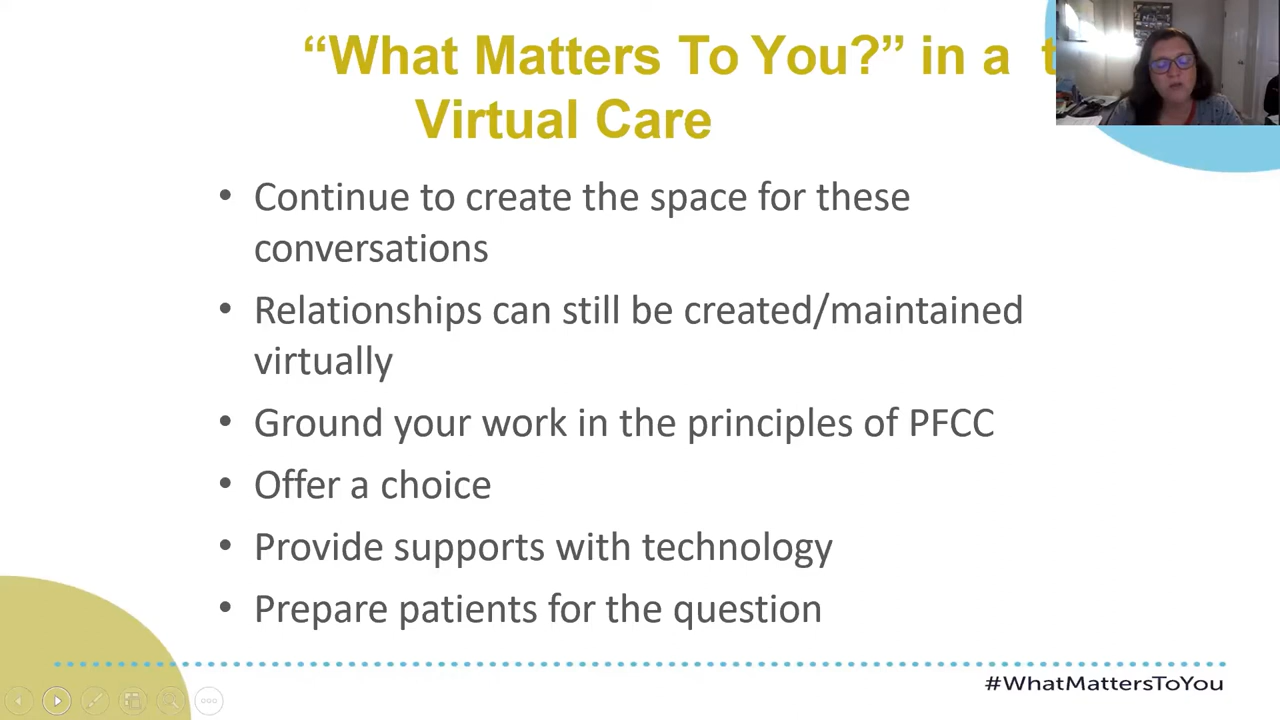 “What Matters To You?” in a t
Virtual Care
• Continue to create the space for these
conversations
• Relationships can still be created/maintained
virtually
• Ground your work in the principles of PFCC
• Offer a choice
• Provide supports with technology
• Prepare patients for the question
#WhatMattersToYou